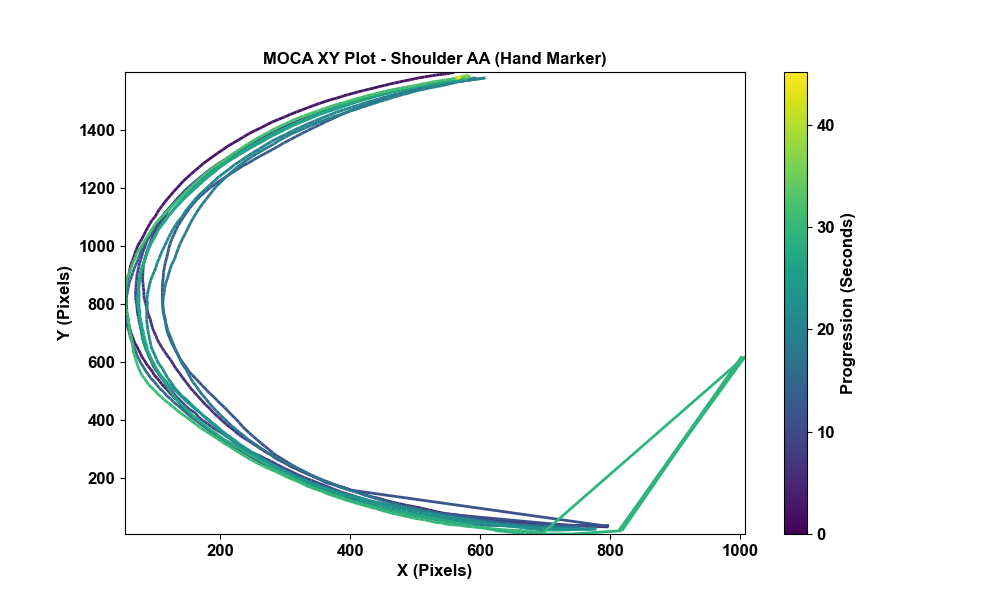 MOCA XY Plot - Shoulder AA (Hand Marker)
1400
1200
1000
800
600
400
200
Y (Pixels)
200 400 600 800 1000
X (Pixels)
40
30
20
10
0
Progression (Seconds)